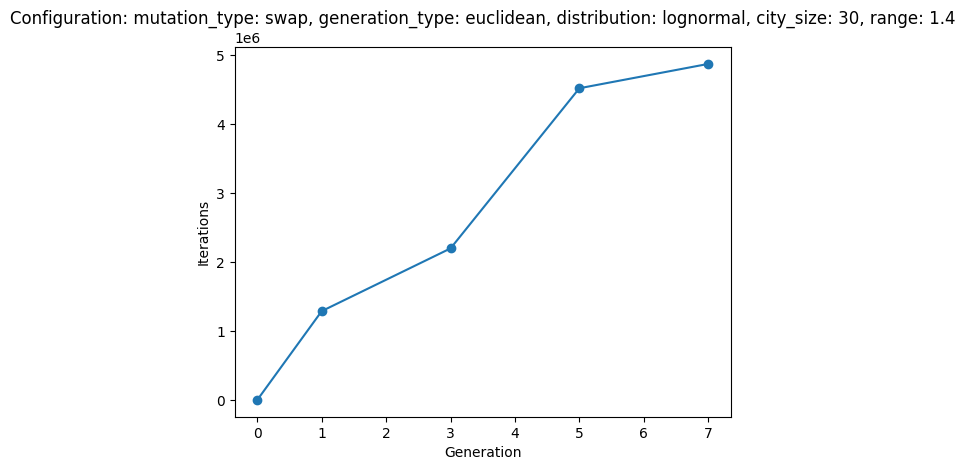 Configuration: mutation_type: swap, generation_type: euclidean, distribution: lognormal, city_size: 30, range: 1.4
1e6
5
4
3
2
1
0
Iterations
0 1 2 3 4 5 6 7
Generation